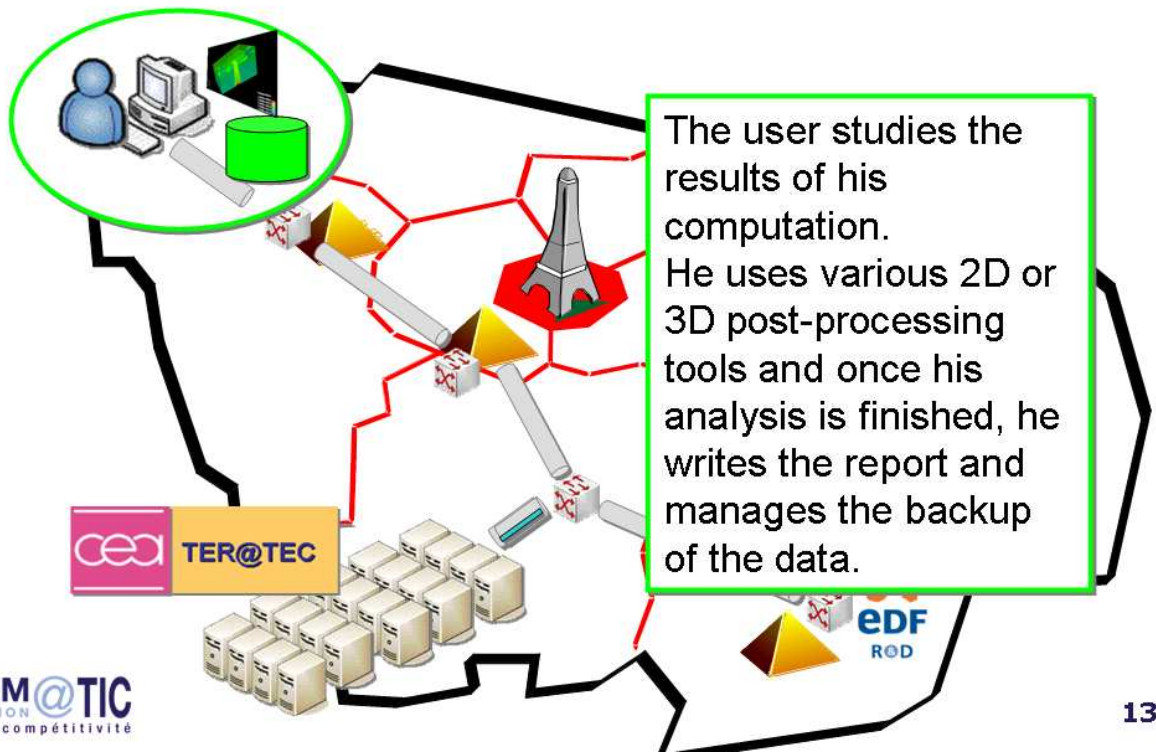 The user studies the
results of his
computation.
He uses various 2D or
3D post-processing
tools and once his
analysis is finished, he
writes the report and
manages the backup
of the data.
cea TER@TEC
eDF
R&D
M@TIC
ION
compétitivité
13